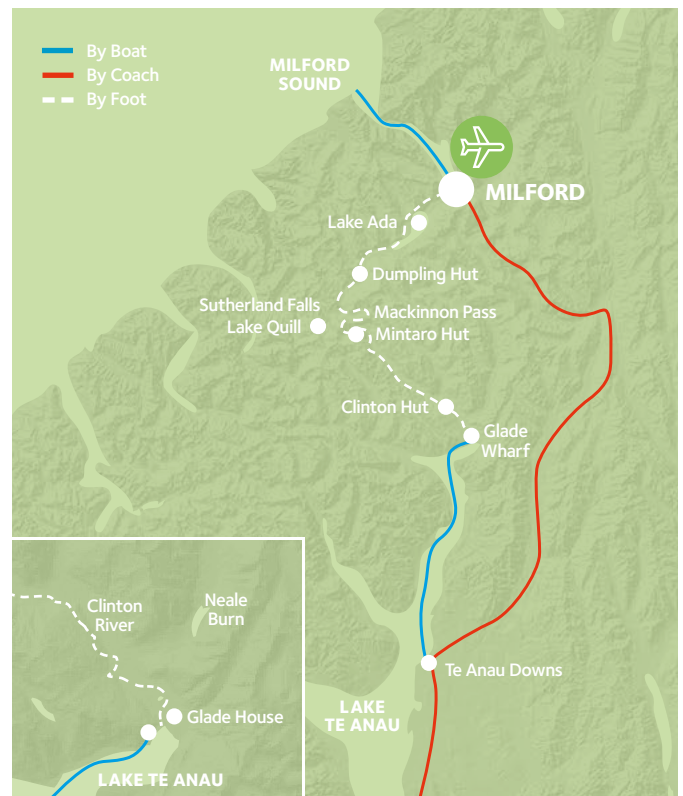 By Boat
By Coach
By Foot
MILFORD
SOUND
MILFORD
Lake Ada
Dumpling Hut
Sutherland Falls
Lake Quill
Mackinnon Pass
Mintaro Hut
Clinton Hut
Glade
Wharf
Te Anau Downs
LAKE
TE ANAU
Clinton
River
Neale
Burn
Glade House
LAKE TE ANAU